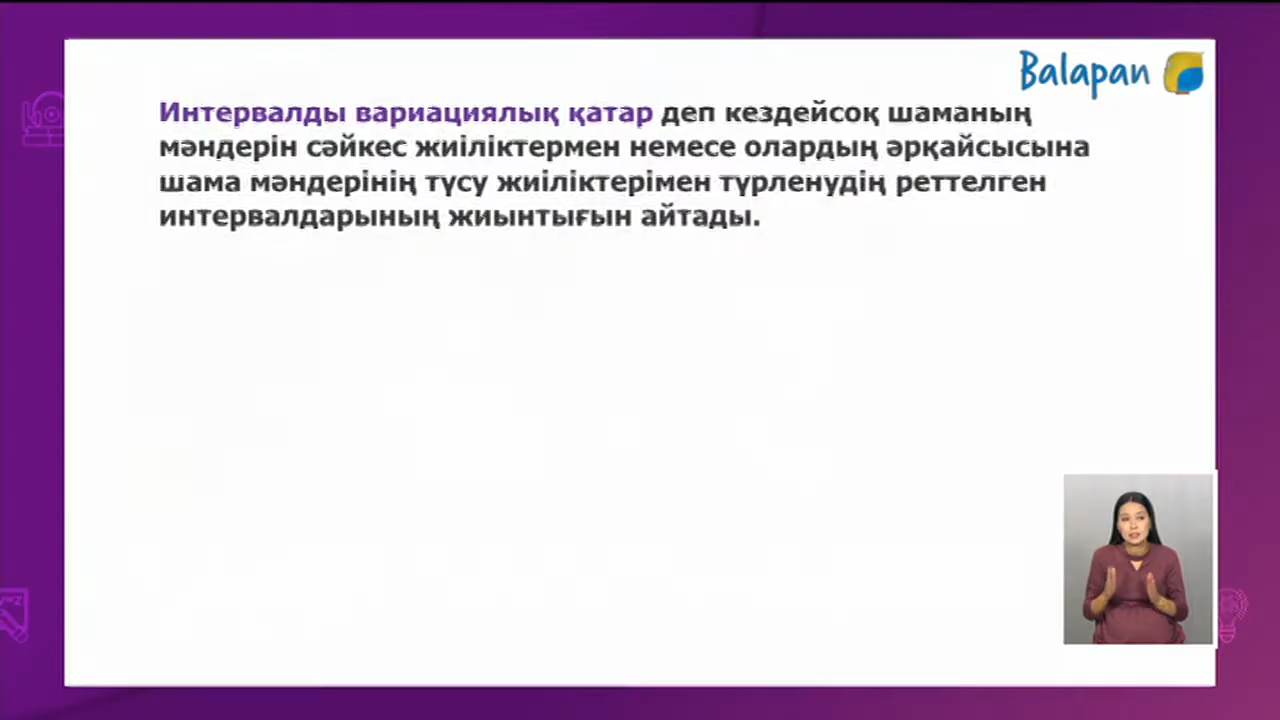 Balapan
Интервалды вариациялық қатар деп кездейсоқ шаманың
мәндерін сәйкес жиіліктермен немесе олардың әрқайсысына
шама мәндерінің түсу жиіліктерімен түрленудің реттелген
интервалдарының жиынтығын айтады.